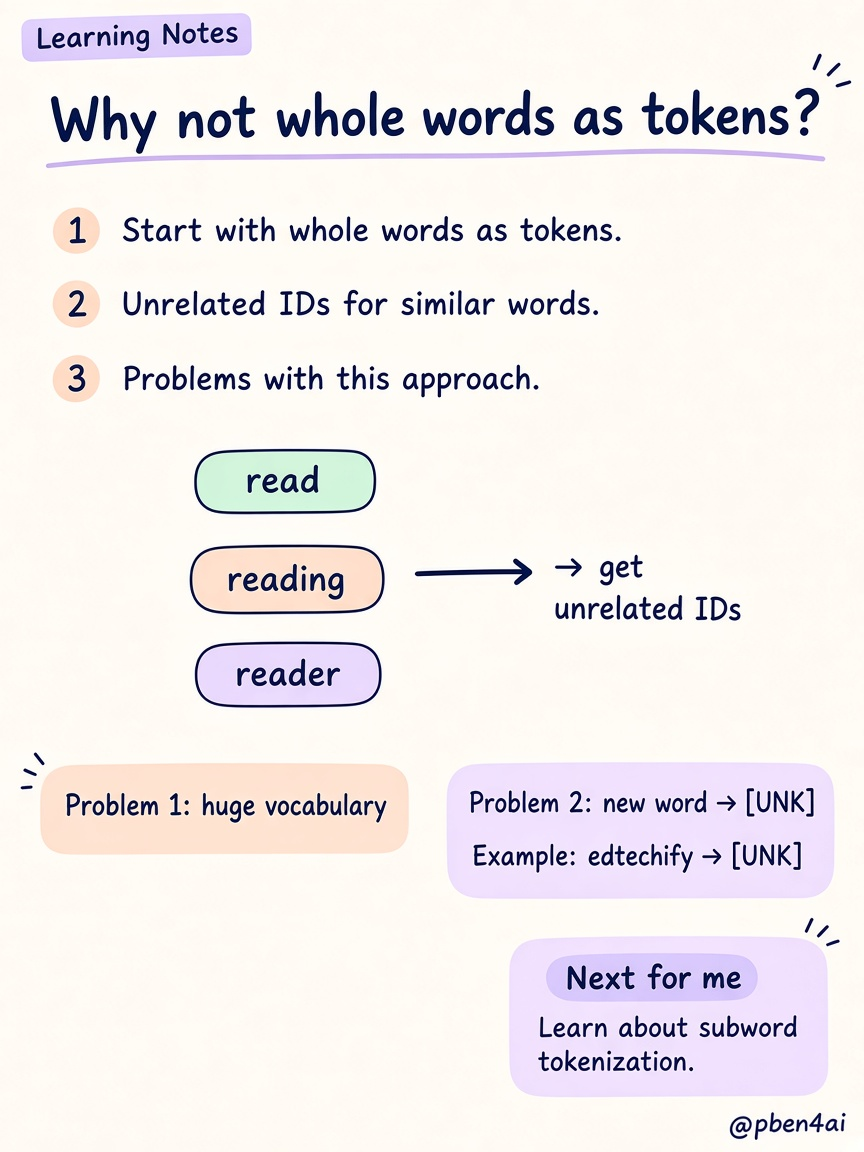 Learning Notes
Why not whole words as tokens?
1 Start with whole words as tokens.
2 Unrelated IDs for similar words.
3 Problems with this approach.
read
reading
reader
→ get
unrelated IDs
Problem 1: huge vocabulary
Problem 2: new word → [UNK]
Example: edtechify → [UNK]
Next for me
Learn about subword
tokenization.
@pben4ai